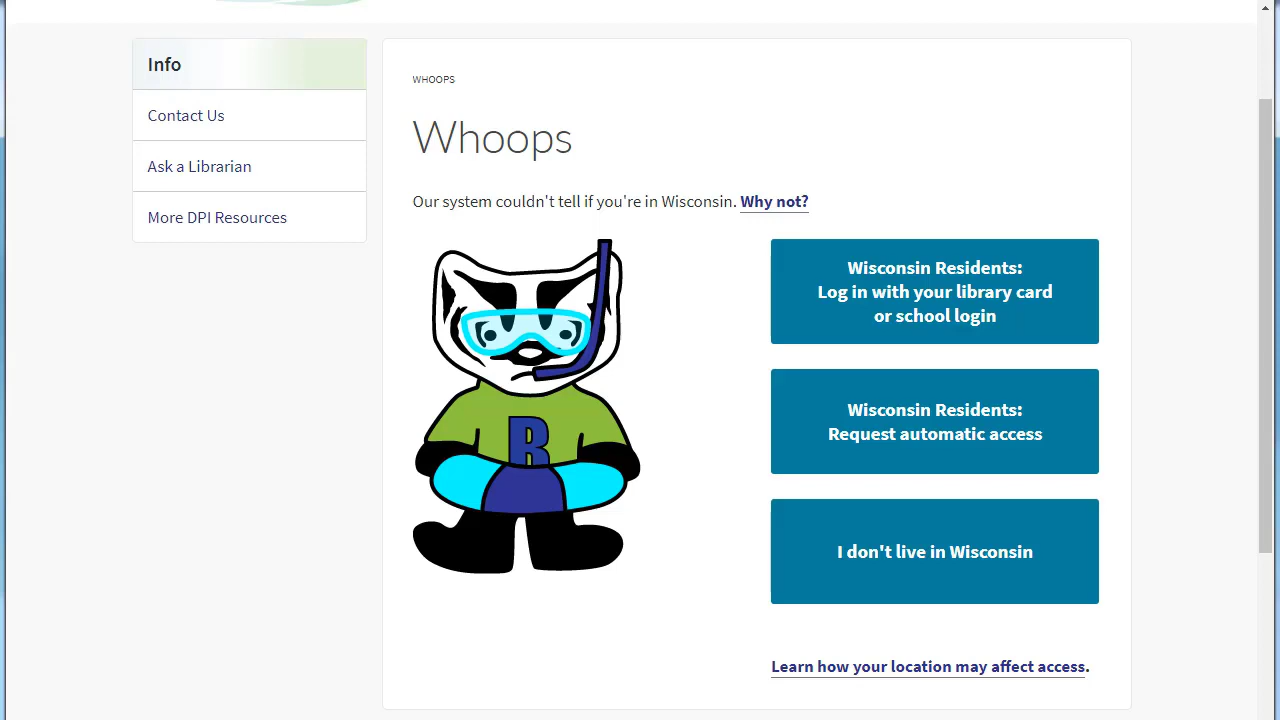 Info
Contact Us
Ask a Librarian
More DPI Resources
WHOOPS
Whoops
Our system couldn't tell if you're in Wisconsin. Why not?
R
Wisconsin Residents:
Log in with your library card
or school login
Wisconsin Residents:
Request automatic access
I don't live in Wisconsin
Learn how your location may affect access.